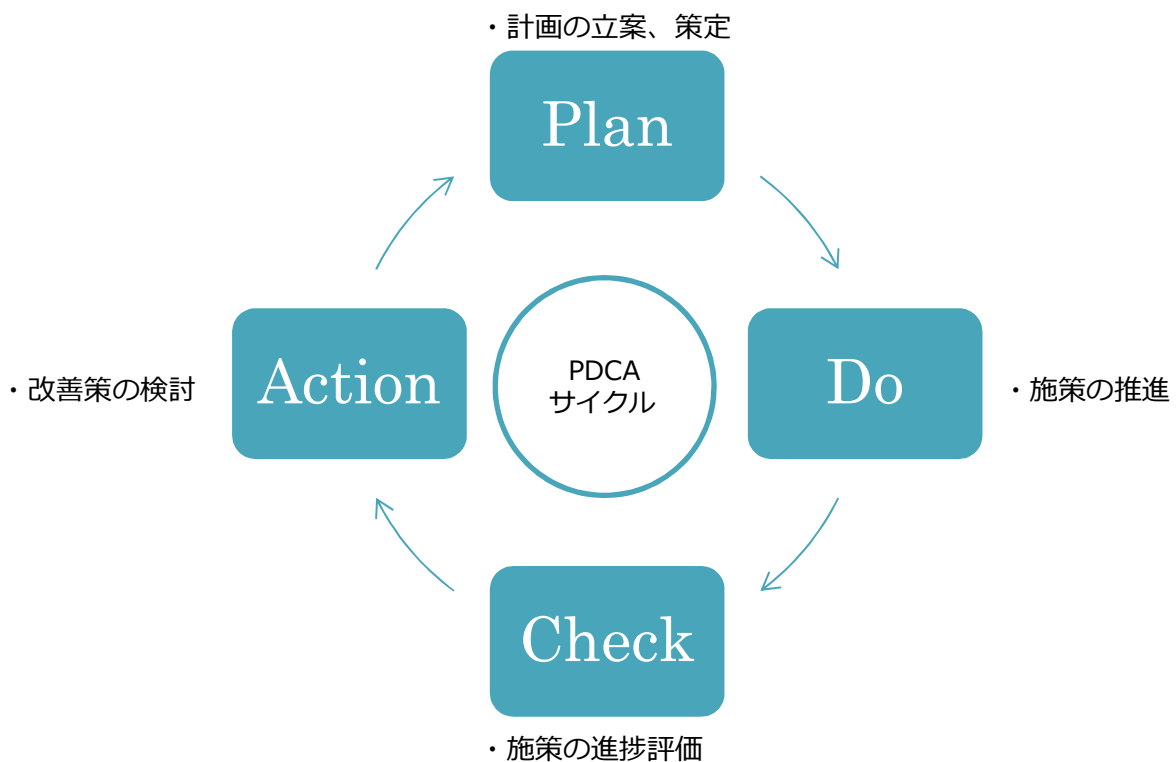 ・計画の立案、策定
Plan
Action
・改善策の検討
PDCA
サイクル
Do
・施策の推進
Check
・施策の進捗評価